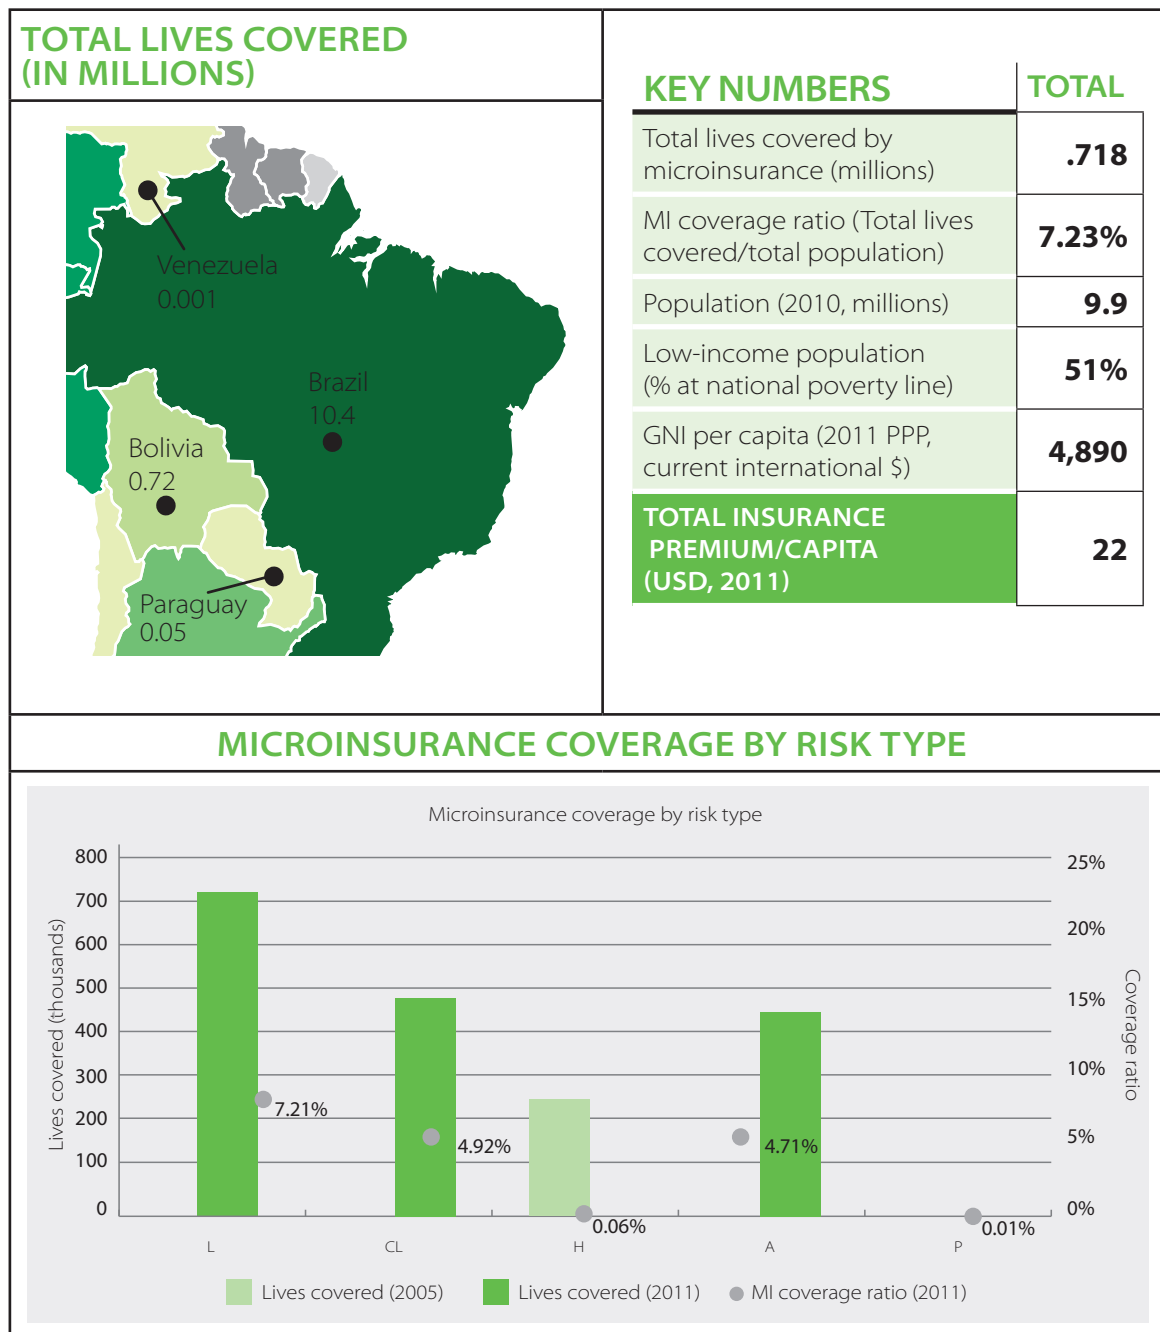 TOTAL LIVES COVERED
(IN MILLIONS)
Venezuela
0.001
Brazil
10.4
Bolivia
0.72
Paraguay
0.05
KEY NUMBERS
TOTAL
Total lives covered by
microinsurance (millions)
.718
MI coverage ratio (Total lives
covered/total population)
7.23%
Population (2010, millions)
9.9
Low-income population
(% at national poverty line)
51%
GNI per capita (2011 PPP,
current international $)
4,890
TOTAL INSURANCE
PREMIUM/CAPITA
(USD, 2011)
22
MICROINSURANCE COVERAGE BY RISK TYPE
Microinsurance coverage by risk type
Lives covered (thousands)
800
700
600
500
400
300
200
100
0
7.21%
4.92%
0.06%
4.71%
0.01%
25%
20%
15%
10%
5%
0%
Coverage ratio
L
CL
H
A
P
Lives covered (2005)
Lives covered (2011)
MI coverage ratio (2011)